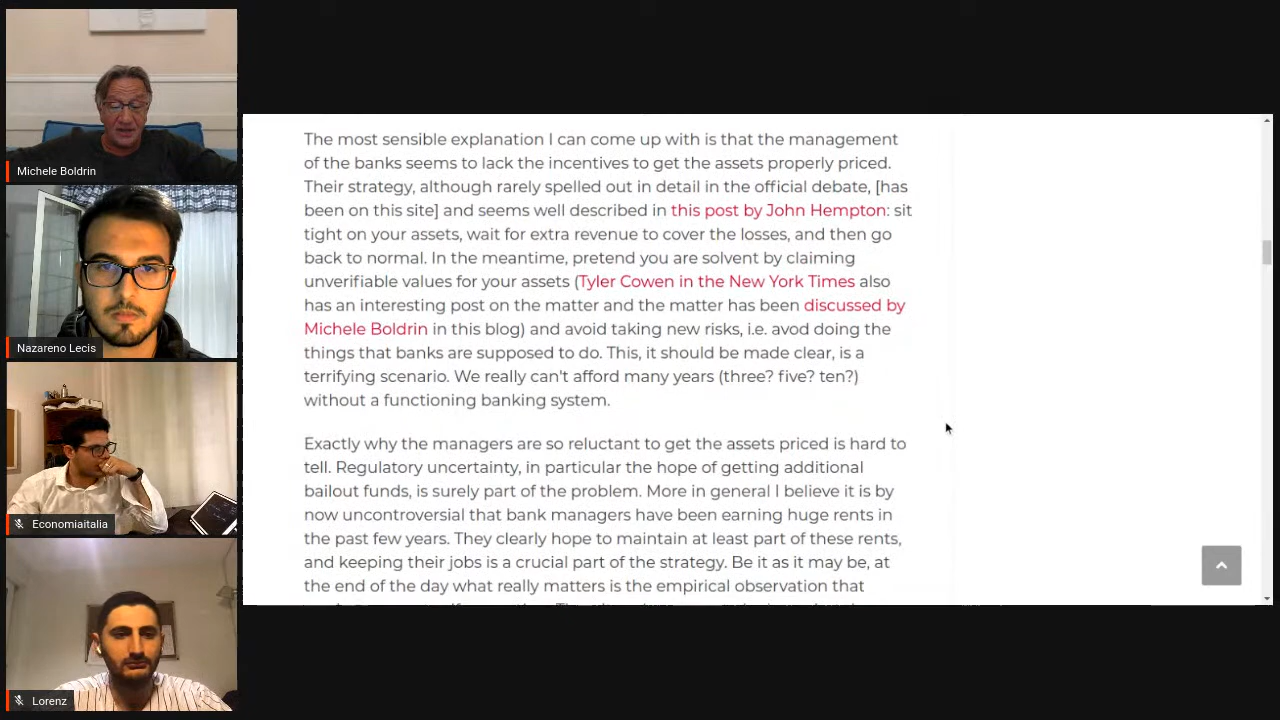 Michele Boldrin
Nazareno Lecis
Economiaitalia
Lorenz
The most sensible explanation I can come up with is that the management
of the banks seems to lack the incentives to get the assets properly priced.
Their strategy, although rarely spelled out in detail in the official debate, [has
been on this site] and seems well described in this post by John Hempton: sit
tight on your assets, wait for extra revenue to cover the losses, and then go
back to normal. In the meantime, pretend you are solvent by claiming
unverifiable values for your assets (Tyler Cowen in the New York Times also
has an interesting post on the matter and the matter has been discussed by
Michele Boldrin in this blog) and avoid taking new risks, i.e. avod doing the
things that banks are supposed to do. This, it should be made clear, is a
terrifying scenario. We really can't afford many years (three? five? ten?)
without a functioning banking system.
Exactly why the managers are so reluctant to get the assets priced is hard to
tell. Regulatory uncertainty, in particular the hope of getting additional
bailout funds, is surely part of the problem. More in general I believe it is by
now uncontroversial that bank managers have been earning huge rents in
the past few years. They clearly hope to maintain at least part of these rents,
and keeping their jobs is a crucial part of the strategy. Be it as it may be, at
the end of the day what really matters is the empirical observation that